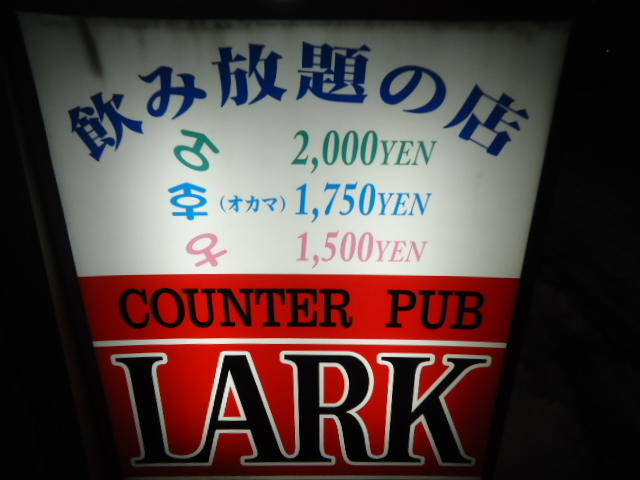 飲み放題の店
♂ 2,000YEN
(オカマ) 1,750YEN
♀ 1,500YEN
COUNTER PUB
LARK